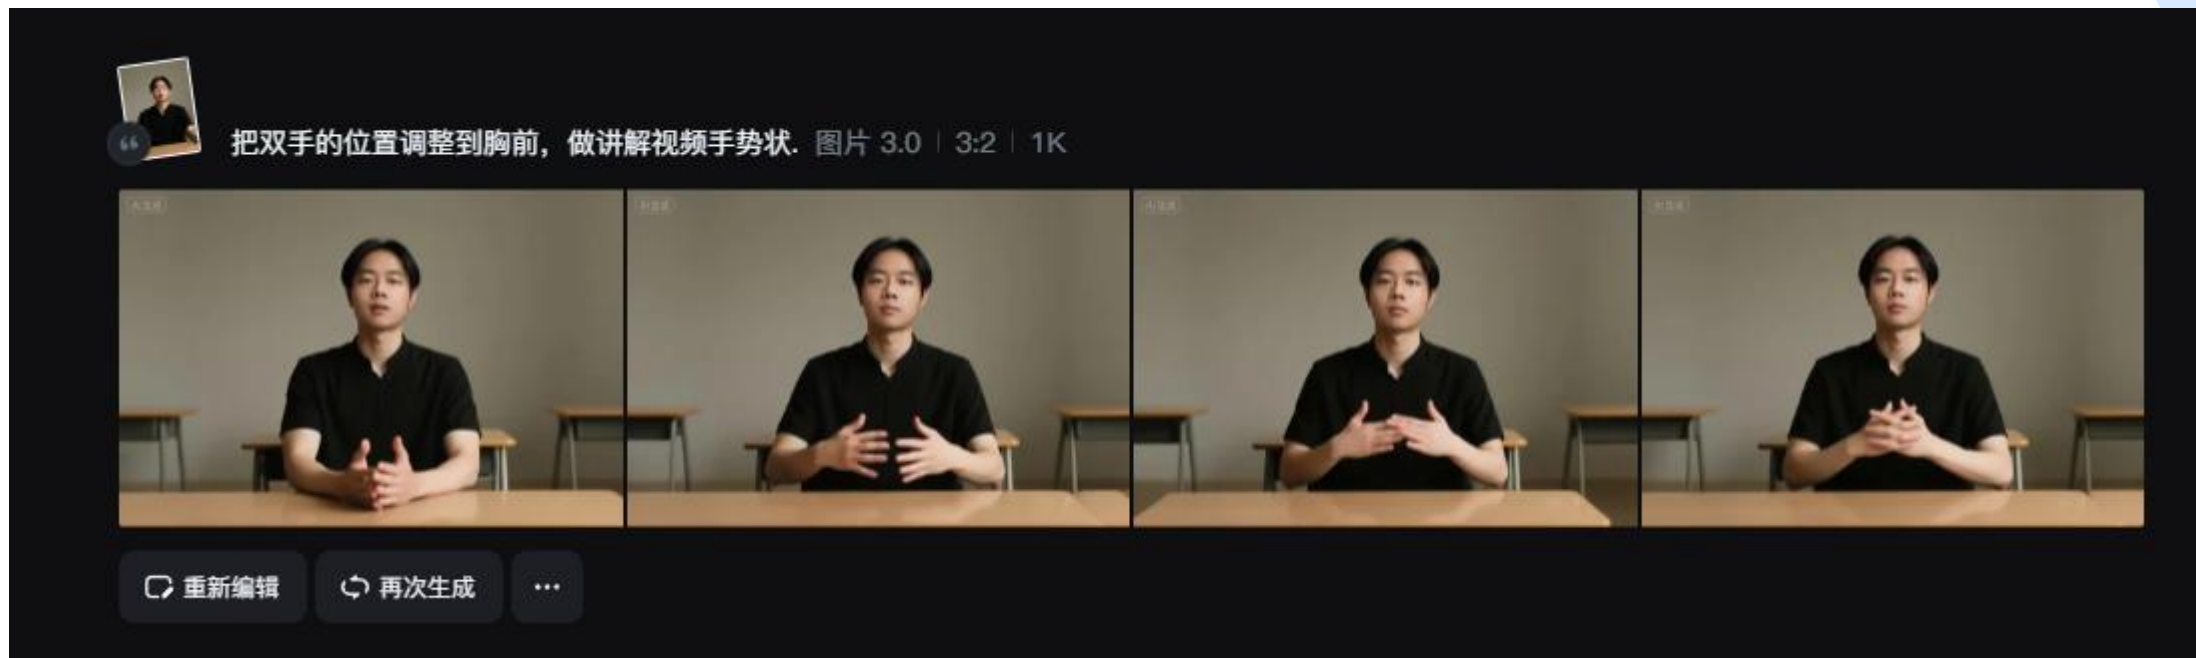 把双手的位置调整到胸前，做讲解视频手势状. 图片 3.0 | 3:2 | 1K
重新编辑 再次生成 ···